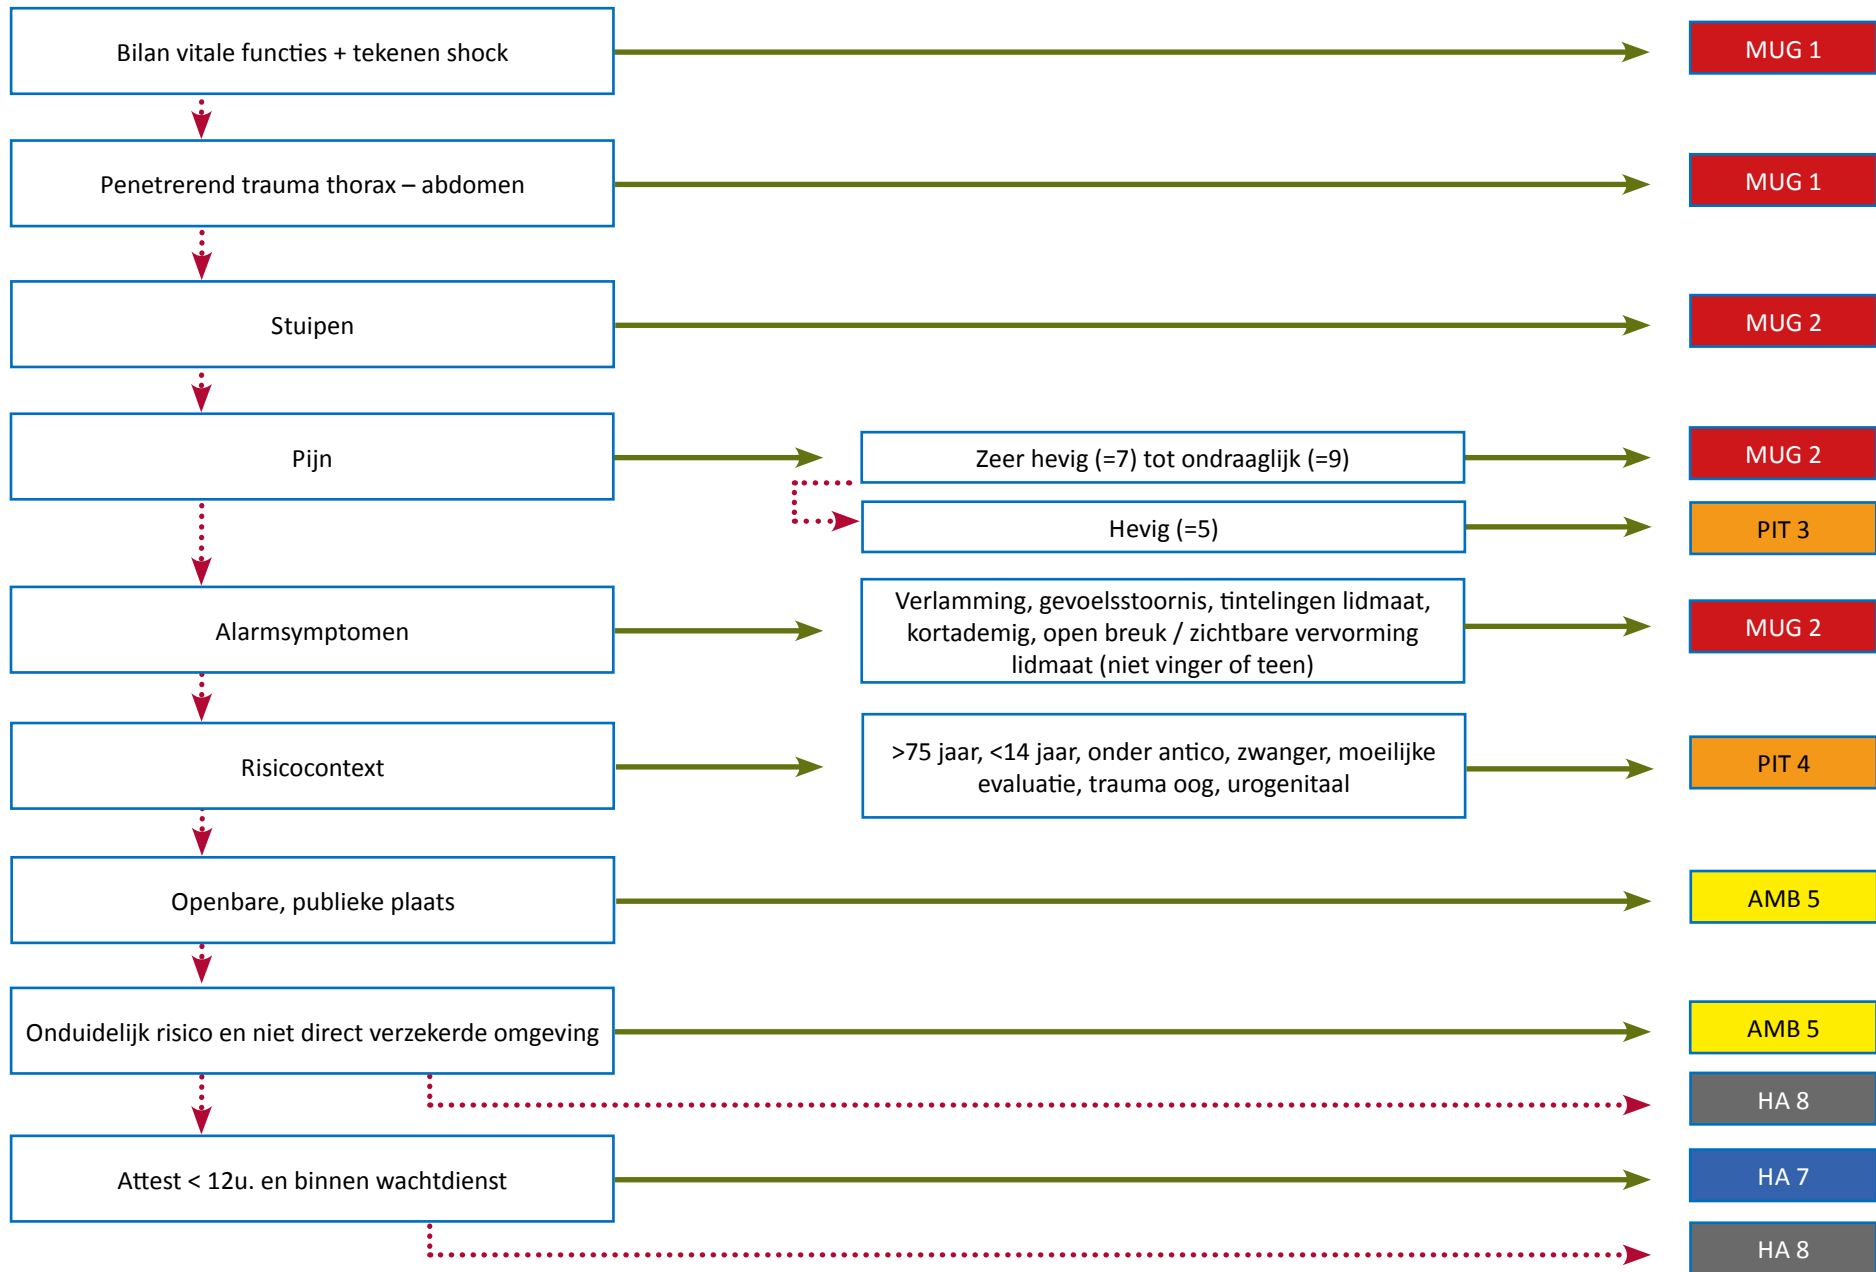 Bilan vitale functies + tekenen shock
MUG 1
Penetrerend trauma thorax – abdomen
MUG 1
Stuipen
MUG 2
Pijn
Zeer hevig (=7) tot ondraaglijk (=9)
MUG 2
Hevig (=5)
PIT 3
Alarmsymptomen
Verlamming, gevoelsstoornis, tintelingen lidmaat,
kortademig, open breuk / zichtbare vervorming
lidmaat (niet vinger of teen)
MUG 2
Risicocontext
>75 jaar, <14 jaar, onder antico, zwanger, moeilijke
evaluatie, trauma oog, urogenitaal
PIT 4
Openbare, publieke plaats
AMB 5
Onduidelijk risico en niet direct verzekerde omgeving
AMB 5
HA 8
Attest < 12u. en binnen wachtdienst
HA 7
HA 8